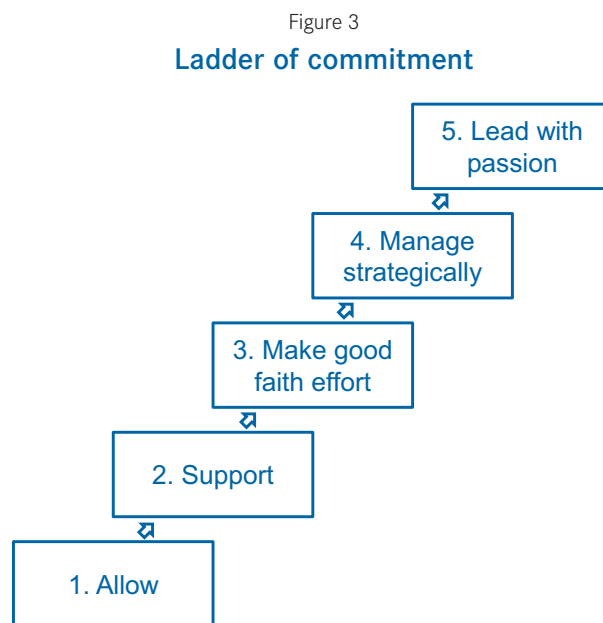 Figure 3
Ladder of commitment
5. Lead with
passion
4. Manage
strategically
3. Make good
faith effort
2. Support
1. Allow